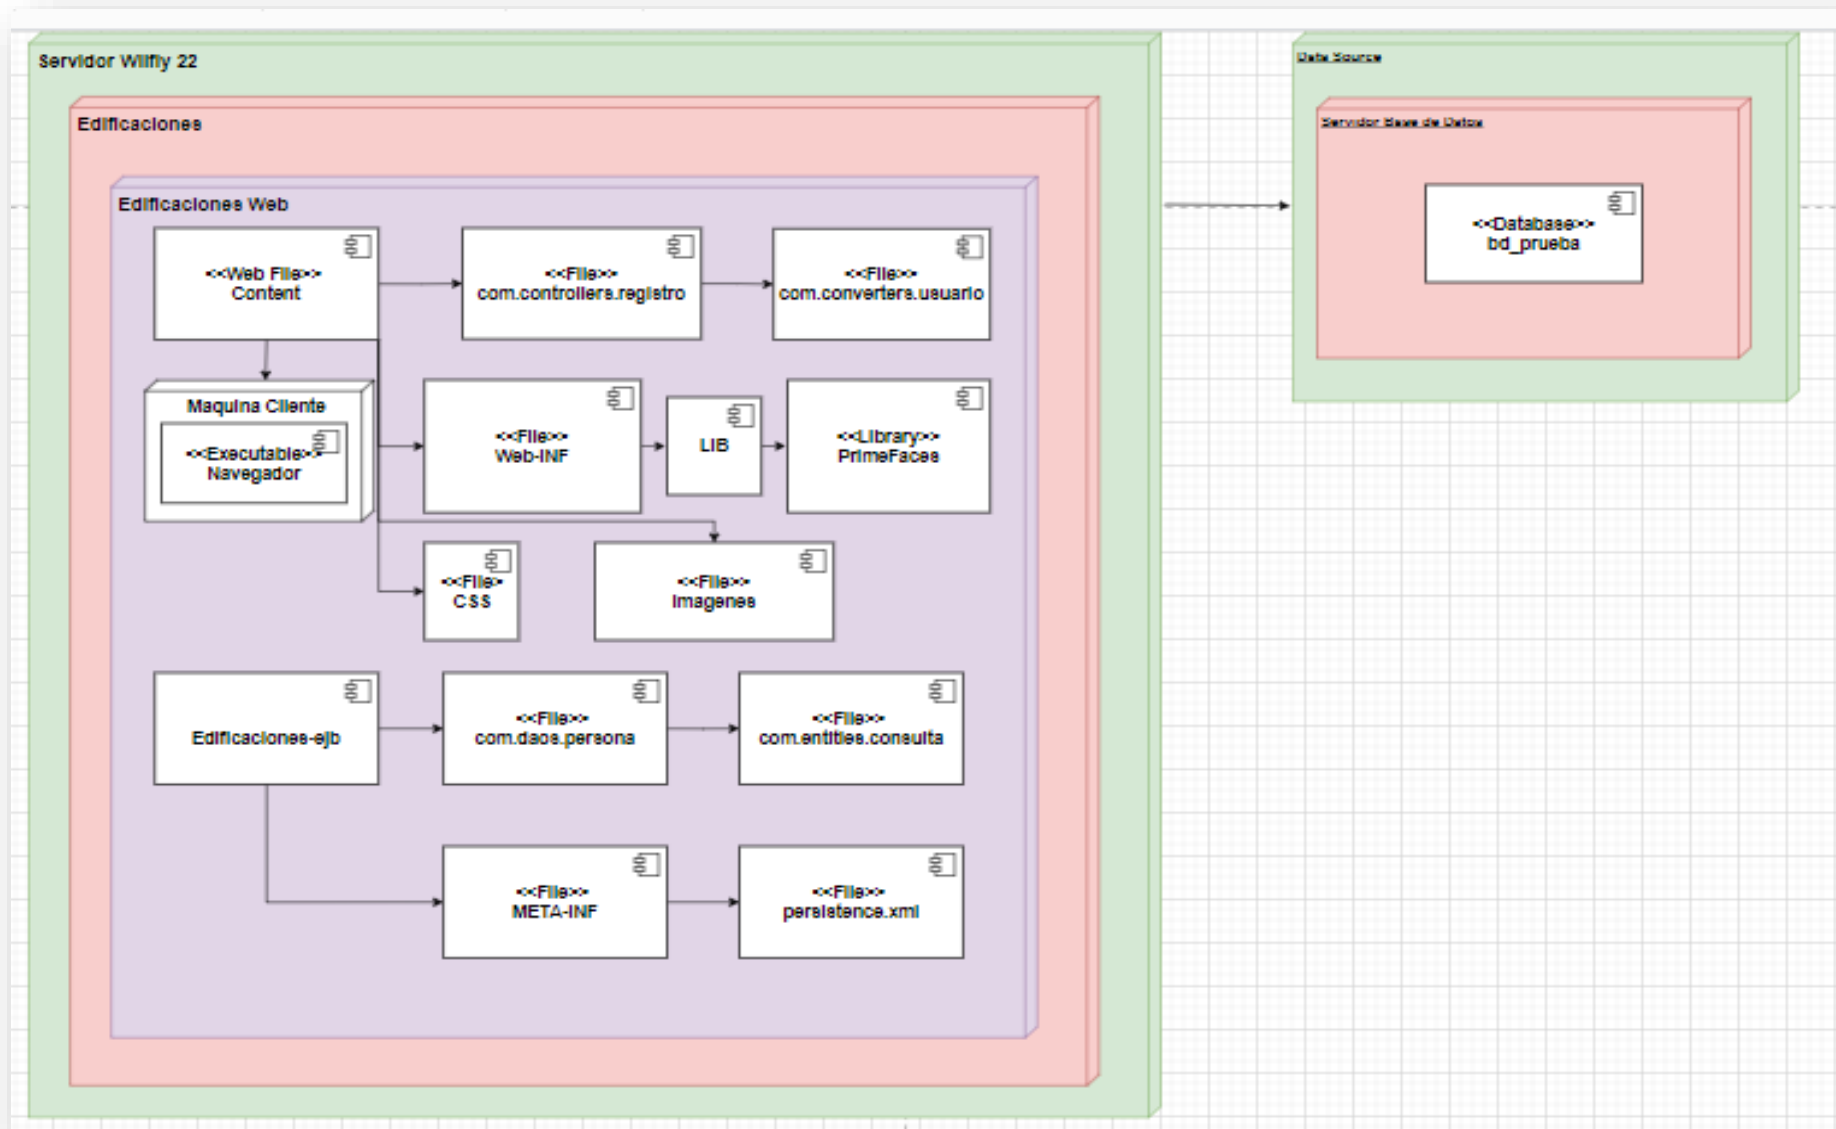 Servidor Wilfly 22
Edificaciones
Edificaciones Web
<<Web File>>
Content
<<File>>
com.controllers.registro
<<File>>
com.converters.usuario
Maquina Cliente
<<Executable>>
Navegador
<<File>>
Web-INF
LIB
<<Library>>
PrimeFaces
<<File>
CSS
<<File>>
Imagenes
Edificaciones-ejb
<<File>>
com.daos.persona
<<File>>
com.entities.consulta
<<File>>
META-INF
<<File>>
persistence.xml
Data Source
Servidor Base de Datos
<<Database>>
bd_prueba